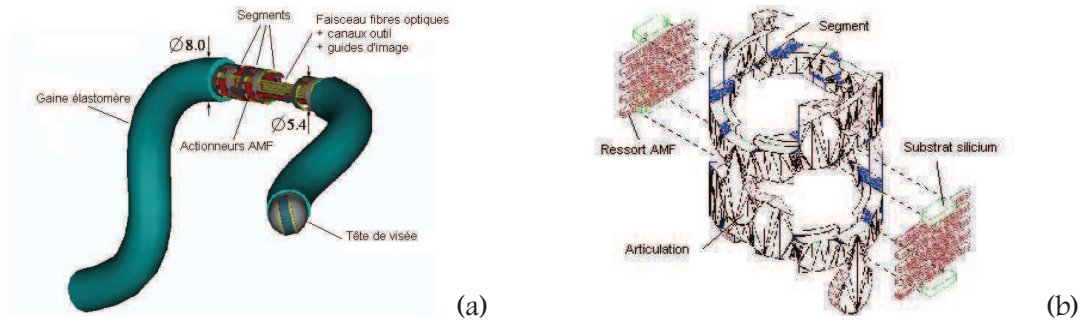 Segments
Faisceau fibres optiques
+ canaux outil
+ guides d'image
∅8.0
Gaine élastomère
∅5.4
Actionneurs AMF
Tête de visée
(a)
Segment
Ressort AMF
Substrat silicium
Articulation
(b)